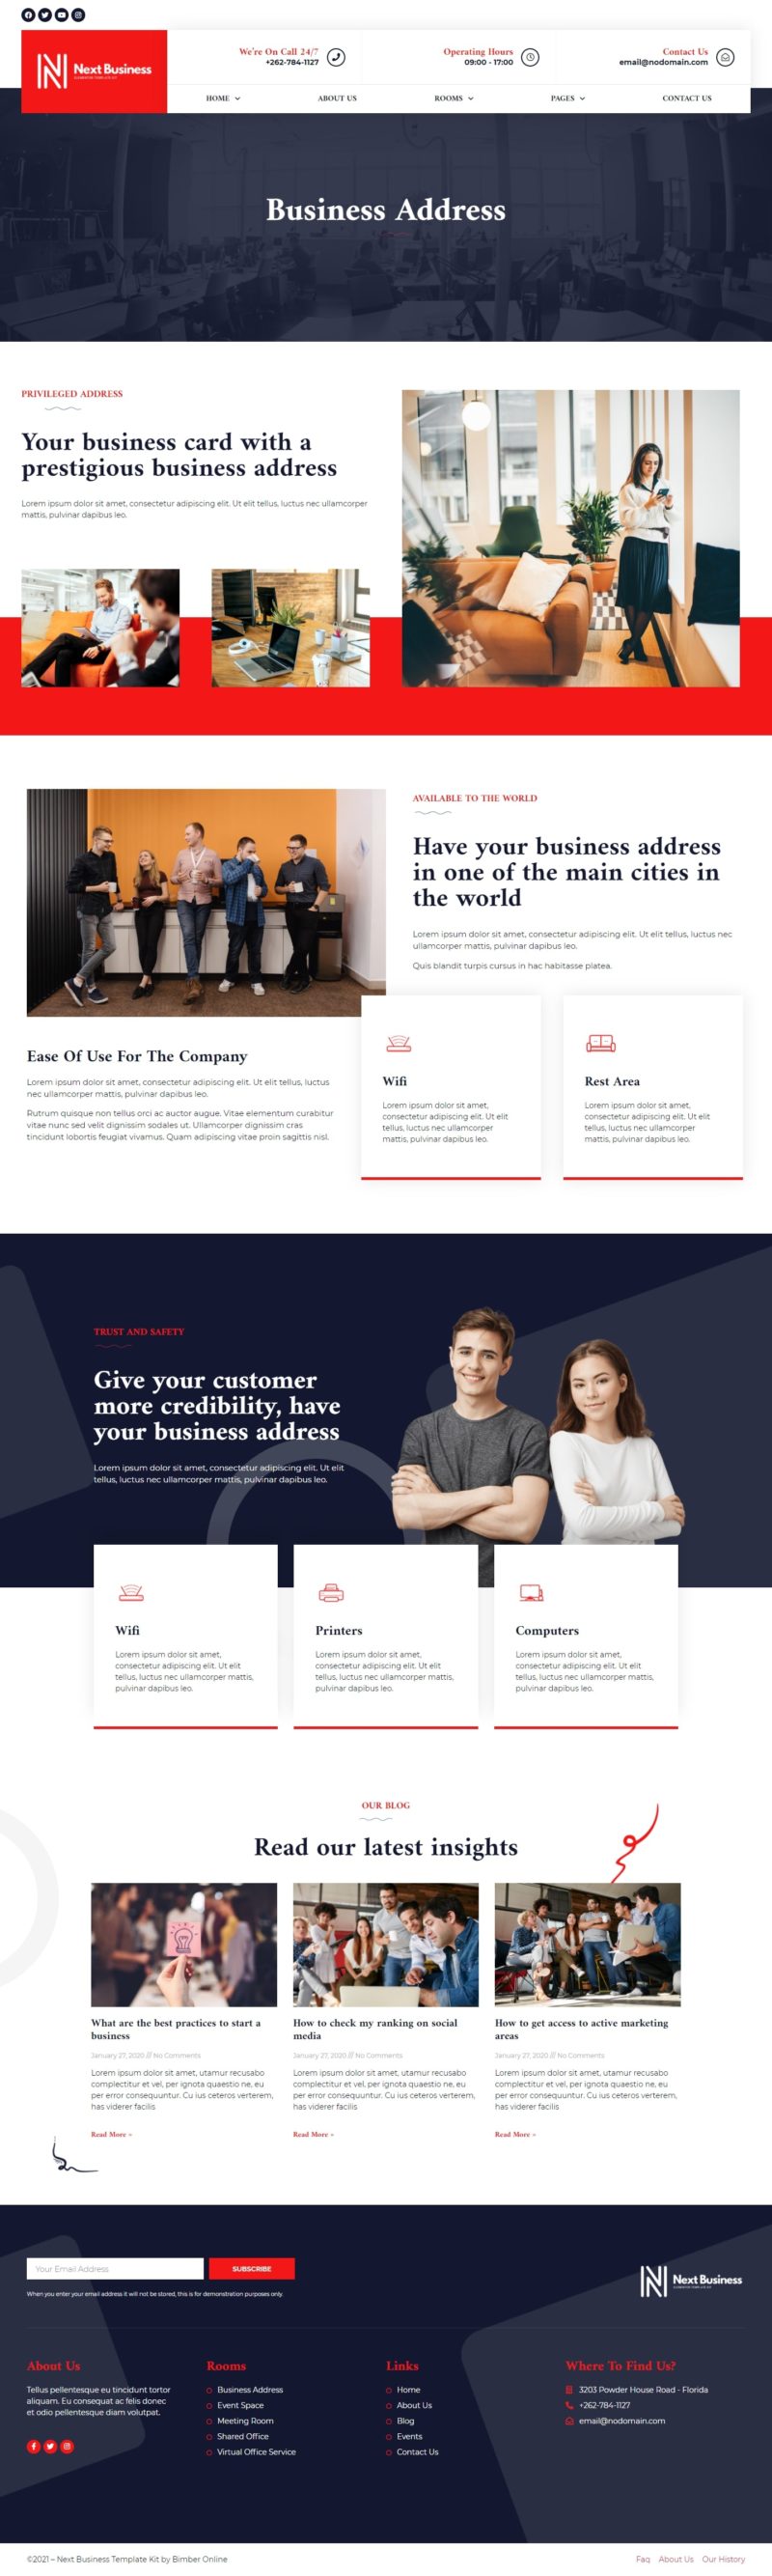 Next Business
We're On Call 24/7
+262-784-1127
Operating Hours
09:00 - 17:00
Contact Us
email@nodomain.com
HOME
ABOUT US
ROOMS
PAGES
CONTACT US
Business Address
PRIVILEGED ADDRESS
Your business card with a
prestigious business address
Lorem ipsum dolor sit amet, consectetur adipiscing elit. Ut elit tellus, luctus nec ullamcorper
mattis, pulvinar dapibus leo.
AVAILABLE TO THE WORLD
Have your business address
in one of the main cities in
the world
Lorem ipsum dolor sit amet, consectetur adipiscing elit. Ut elit tellus, luctus nec
ullamcorper mattis, pulvinar dapibus leo.
Quis blandit turpis cursus in hac habitasse platea.
Ease Of Use For The Company
Lorem ipsum dolor sit amet, consectetur adipiscing elit. Ut elit tellus, luctus
nec ullamcorper mattis, pulvinar dapibus leo.
Rutrum quisque non tellus orci ac auctor augue. Vitae elementum curabitur
vitae nunc sed velit dignissim sodales ut. Ullamcorper dignissim cras
tincidunt lobortis feugiat vivamus. Quam adipiscing vitae proin sagittis nisl.
Wifi
Lorem ipsum dolor sit amet,
consectetur adipiscing elit. Ut elit
tellus, luctus nec ullamcorper
mattis, pulvinar dapibus leo.
Rest Area
Lorem ipsum dolor sit amet,
consectetur adipiscing elit. Ut elit
tellus, luctus nec ullamcorper
mattis, pulvinar dapibus leo.
TRUST AND SAFETY
Give your customer
more credibility, have
your business address
Lorem ipsum dolor sit amet, consectetur adipiscing elit. Ut elit
tellus, luctus nec ullamcorper mattis, pulvinar dapibus leo.
Wifi
Lorem ipsum dolor sit amet,
consectetur adipiscing elit. Ut elit
tellus, luctus nec ullamcorper mattis,
pulvinar dapibus leo.
Printers
Lorem ipsum dolor sit amet,
consectetur adipiscing elit. Ut elit
tellus, luctus nec ullamcorper mattis,
pulvinar dapibus leo.
Computers
Lorem ipsum dolor sit amet,
consectetur adipiscing elit. Ut elit
tellus, luctus nec ullamcorper mattis,
pulvinar dapibus leo.
OUR BLOG
Read our latest insights
What are the best practices to start a
business
January 27, 2020 /// No Comments
Lorem ipsum dolor sit amet, utamur recusabo
complectitur et vel, per ignota quaestio ne, eu
per error consequuntur. Cu ius ceteros verterem,
has viderer facilis
Read More »
How to check my ranking on social
media
January 27, 2020 /// No Comments
Lorem ipsum dolor sit amet, utamur recusabo
complectitur et vel, per ignota quaestio ne, eu
per error consequuntur. Cu ius ceteros verterem,
has viderer facilis
Read More »
How to get access to active marketing
areas
January 27, 2020 /// No Comments
Lorem ipsum dolor sit amet, utamur recusabo
complectitur et vel, per ignota quaestio ne, eu
per error consequuntur. Cu ius ceteros verterem,
has viderer facilis
Read More »
Your Email Address
SUBSCRIBE
When you enter your email address it will not be stored, this is for demonstration purposes only.
Next Business
About Us
Tellus pellentesque eu tincidunt tortor
aliquam. Eu consequat ac felis donec
et odio pellentesque diam volutpat.
Rooms
Business Address
Event Space
Meeting Room
Shared Office
Virtual Office Service
Links
Home
About Us
Blog
Events
Contact Us
Where To Find Us?
3203 Powder House Road - Florida
+262-784-1127
email@nodomain.com
©2021 – Next Business Template Kit by Bimber Online
Faq
About Us
Our History